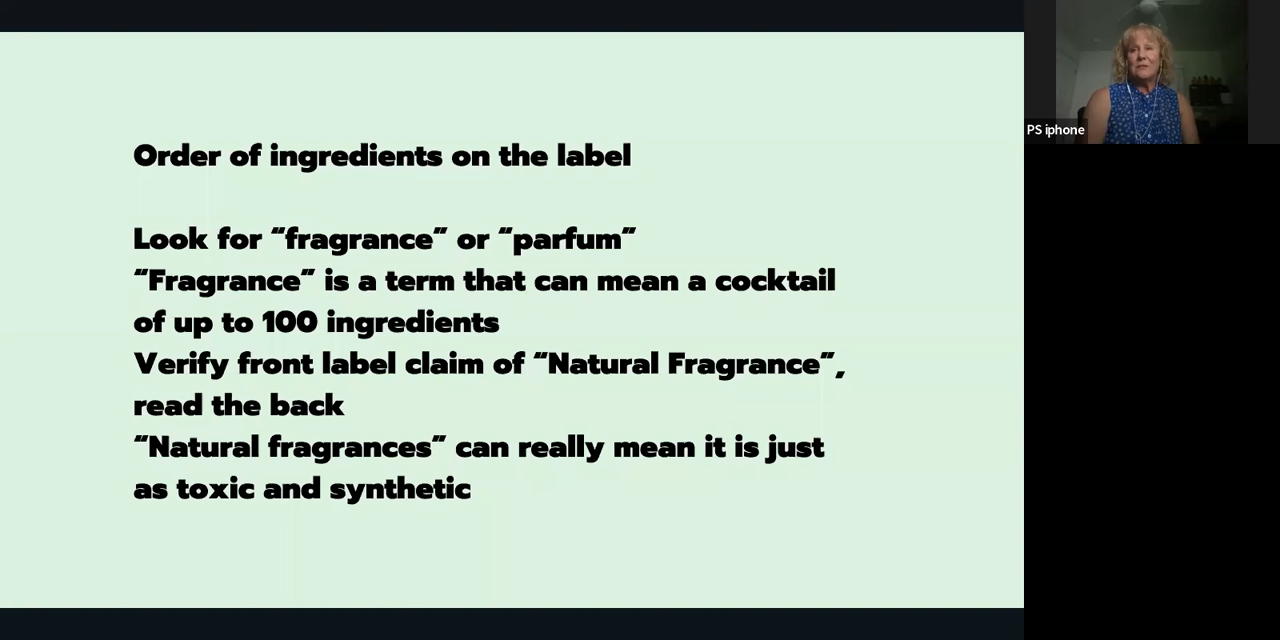 Order of ingredients on the label
Look for “fragrance” or “parfum”
“Fragrance” is a term that can mean a cocktail
of up to 100 ingredients
Verify front label claim of “Natural Fragrance”,
read the back
“Natural fragrances” can really mean it is just
as toxic and synthetic
PS iphone